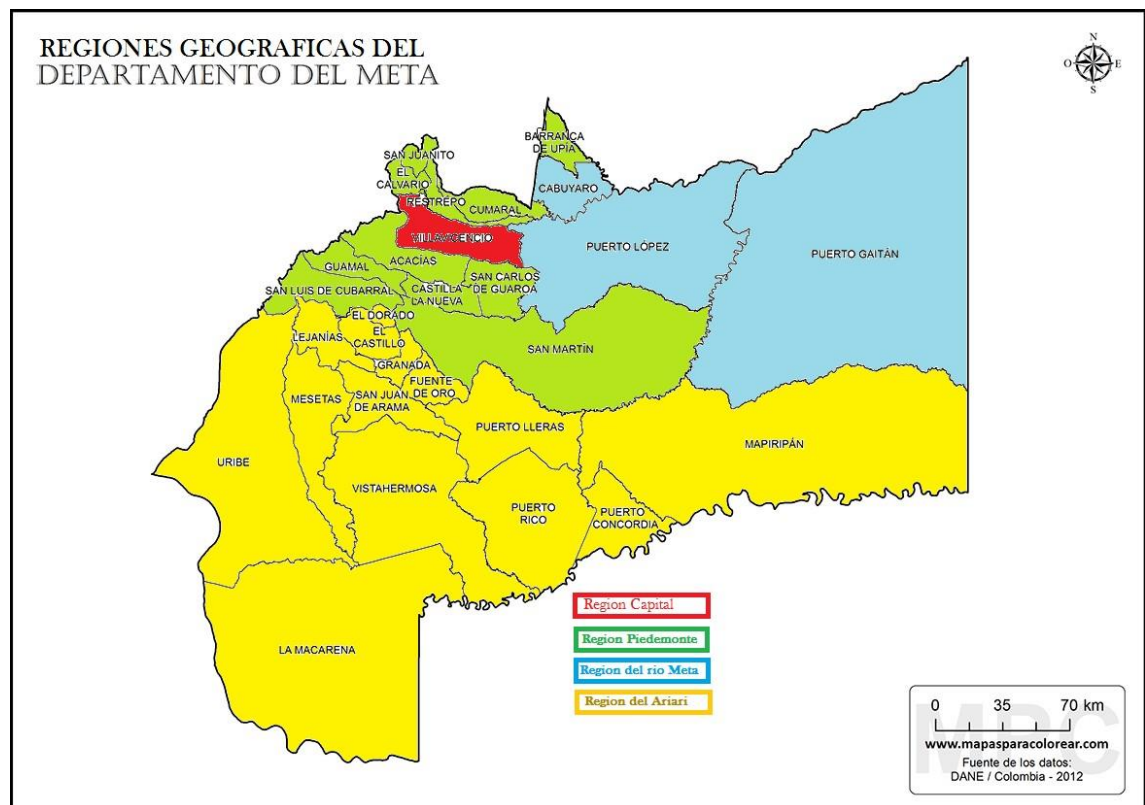 REGIONES GEOGRAFICAS DEL
DEPARTAMENTO DEL META
N
O E
S
BARRANCA
DE UPÍA
SAN JUANITO
EL
CALVARIO
CABUYARO
RESTREPO
CUMARAL
VILLAVICENCIO
PUERTO LÓPEZ
PUERTO GAITÁN
ACACÍAS
GUAMAL
SAN CARLOS
DE GUAROA
SAN LUIS DE CUBARRAL
CASTILLA
LA NUEVA
EL DORADO
LEJANÍAS
EL
CASTILLO
SAN MARTÍN
GRANADA
FUENTE
DE ORO
MESETAS
SAN JUAN
DE ARAMA
PUERTO LLERAS
MAPIRIPÁN
URIBE
VISTAHERMOSA
PUERTO
RICO
PUERTO
CONCORDIA
LA MACARENA
Region Capital
Region Piedemonte
Region del rio Meta
Region del Ariari
0 35 70 km
MPC
www.mapasparacolorear.com
Fuente de los datos:
DANE / Colombia - 2012